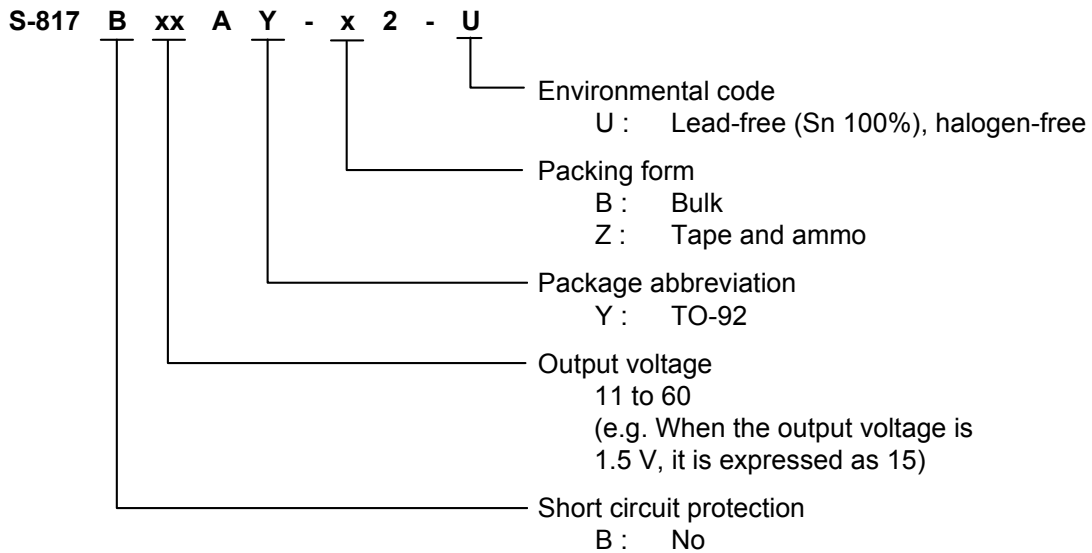 S-817 B xx A Y - x 2 - U
Environmental code
U : Lead-free (Sn 100%), halogen-free
Packing form
B : Bulk
Z : Tape and ammo
Package abbreviation
Y : TO-92
Output voltage
11 to 60
(e.g. When the output voltage is
1.5 V, it is expressed as 15)
Short circuit protection
B : No